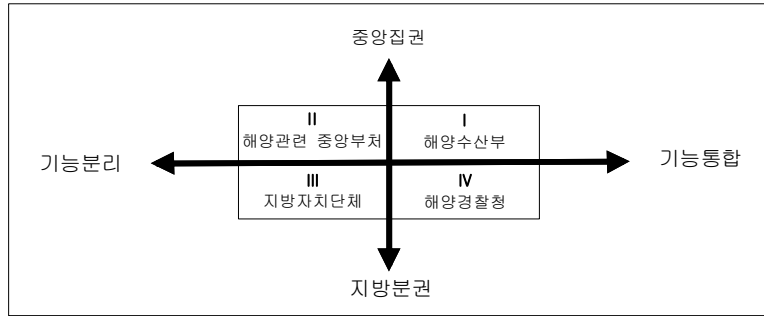 중앙집권
II I
해양관련 중앙부처 해양수산부
기능분리 기능통합
III IV
지방자치단체 해양경찰청
지방분권